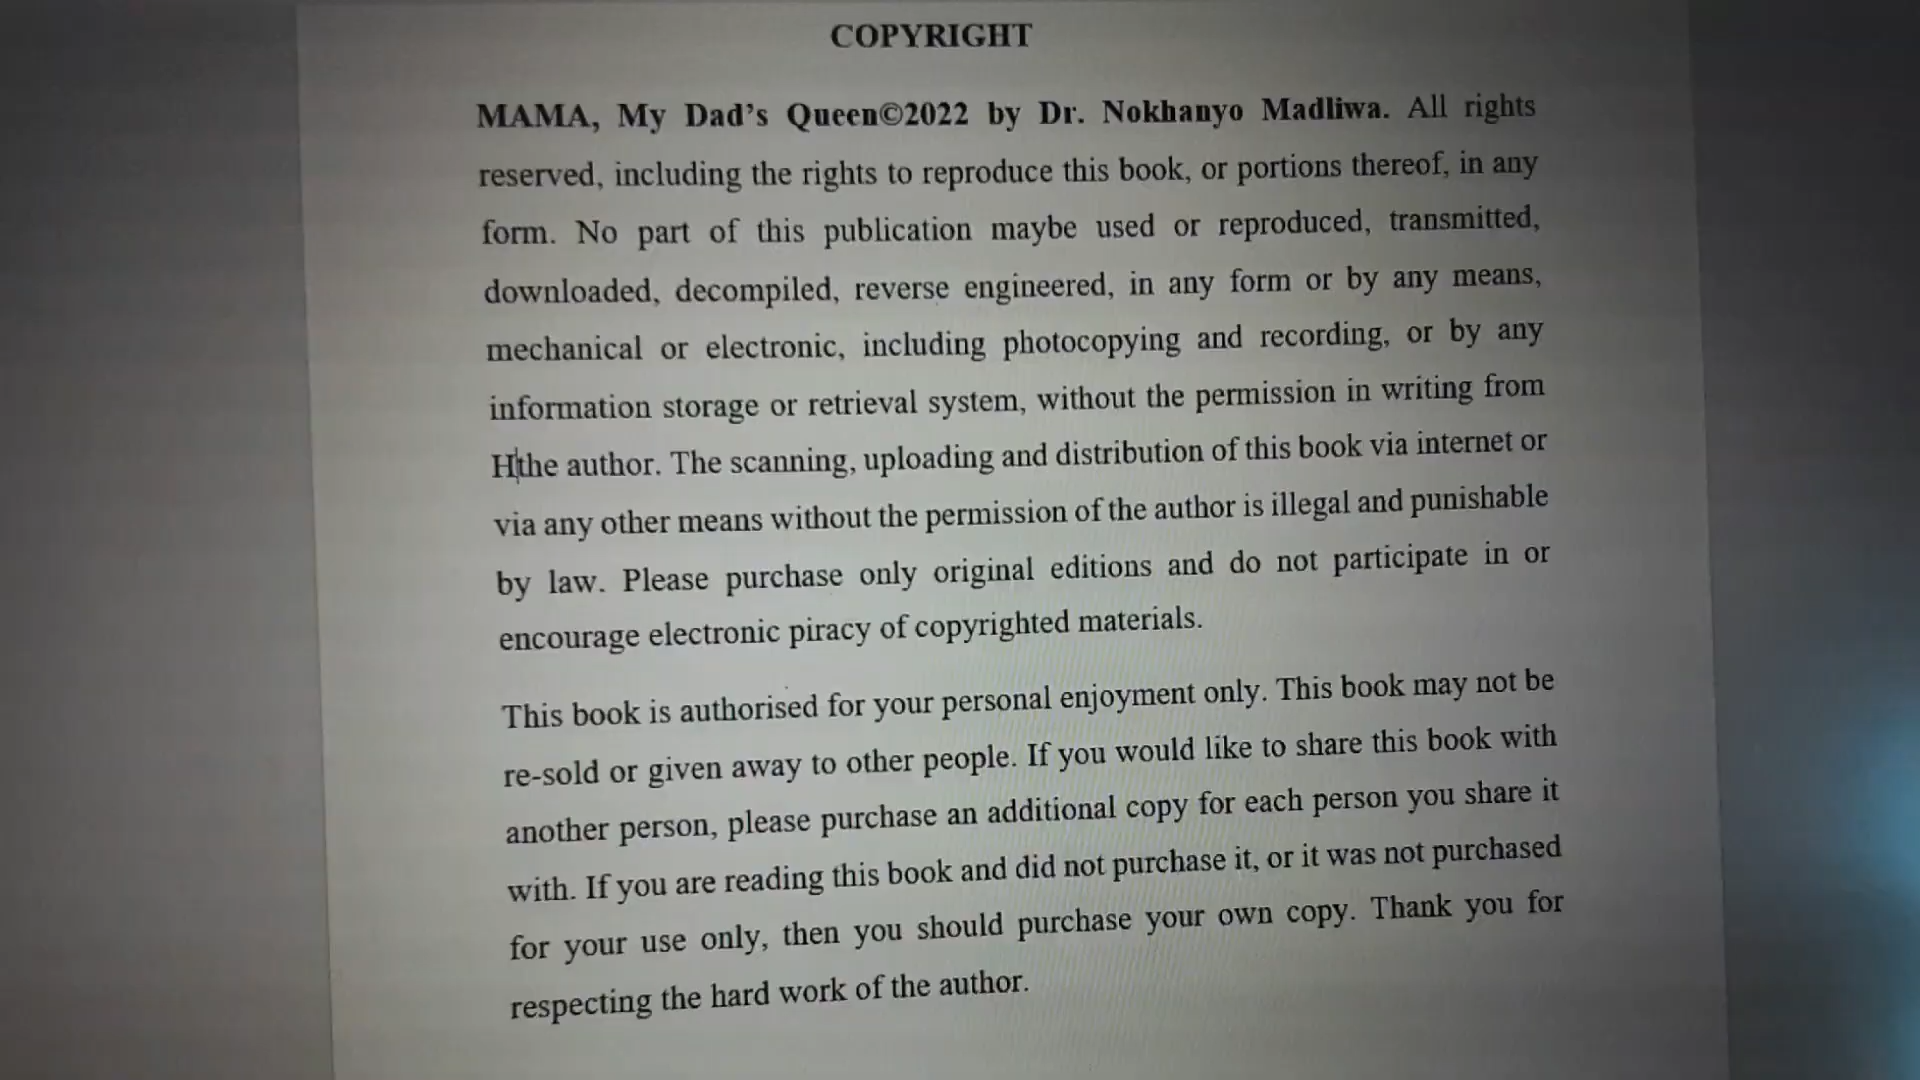 COPYRIGHT
MAMA, My Dad's Queen©2022 by Dr. Nokhanyo Madliwa. All rights
reserved, including the rights to reproduce this book, or portions thereof, in any
form. No part of this publication maybe used or reproduced, transmitted,
downloaded, decompiled, reverse engineered, in any form or by any means,
mechanical or electronic, including photocopying and recording, or by any
information storage or retrieval system, without the permission in writing from
Hthe author. The scanning, uploading and distribution of this book via internet or
via any other means without the permission of the author is illegal and punishable
by law. Please purchase only original editions and do not participate in or
encourage electronic piracy of copyrighted materials.
This book is authorised for your personal enjoyment only. This book may not be
re-sold or given away to other people. If you would like to share this book with
another person, please purchase an additional copy for each person you share it
with. If you are reading this book and did not purchase it, or it was not purchased
for your use only, then you should purchase your own copy. Thank you for
respecting the hard work of the author.